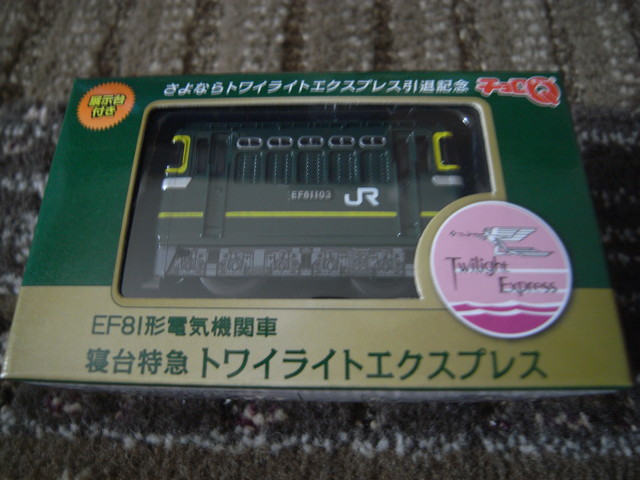 さよならトワイライトエクスプレス引退記念
チョロQ
展示台
付き
EF81103
JR
Twilight
Express
EF81形電気機関車
寝台特急 トワイライトエクスプレス